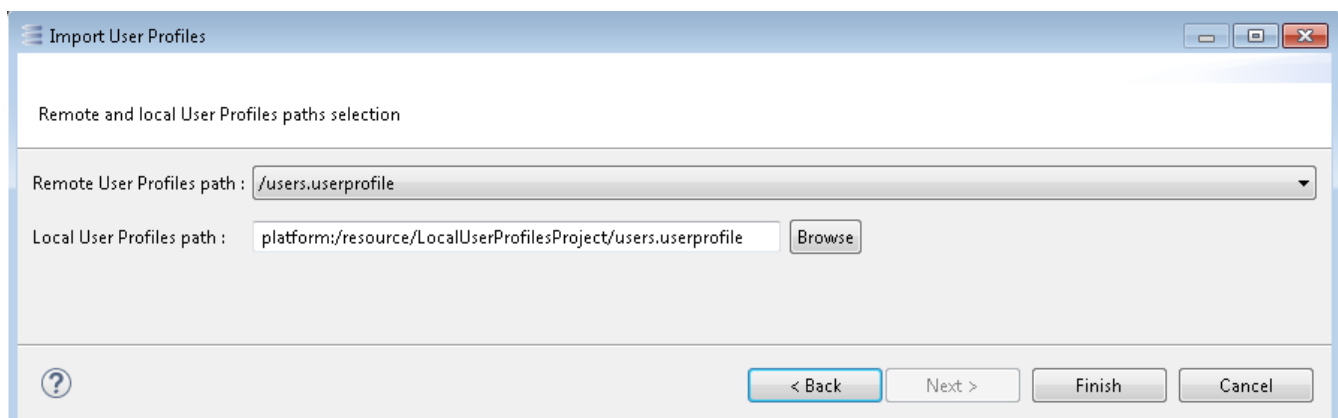 Import User Profiles
Remote and local User Profiles paths selection
Remote User Profiles path : /users.userprofile
Local User Profiles path : platform:/resource/LocalUserProfilesProject/users.userprofile Browse
? < Back Next > Finish Cancel